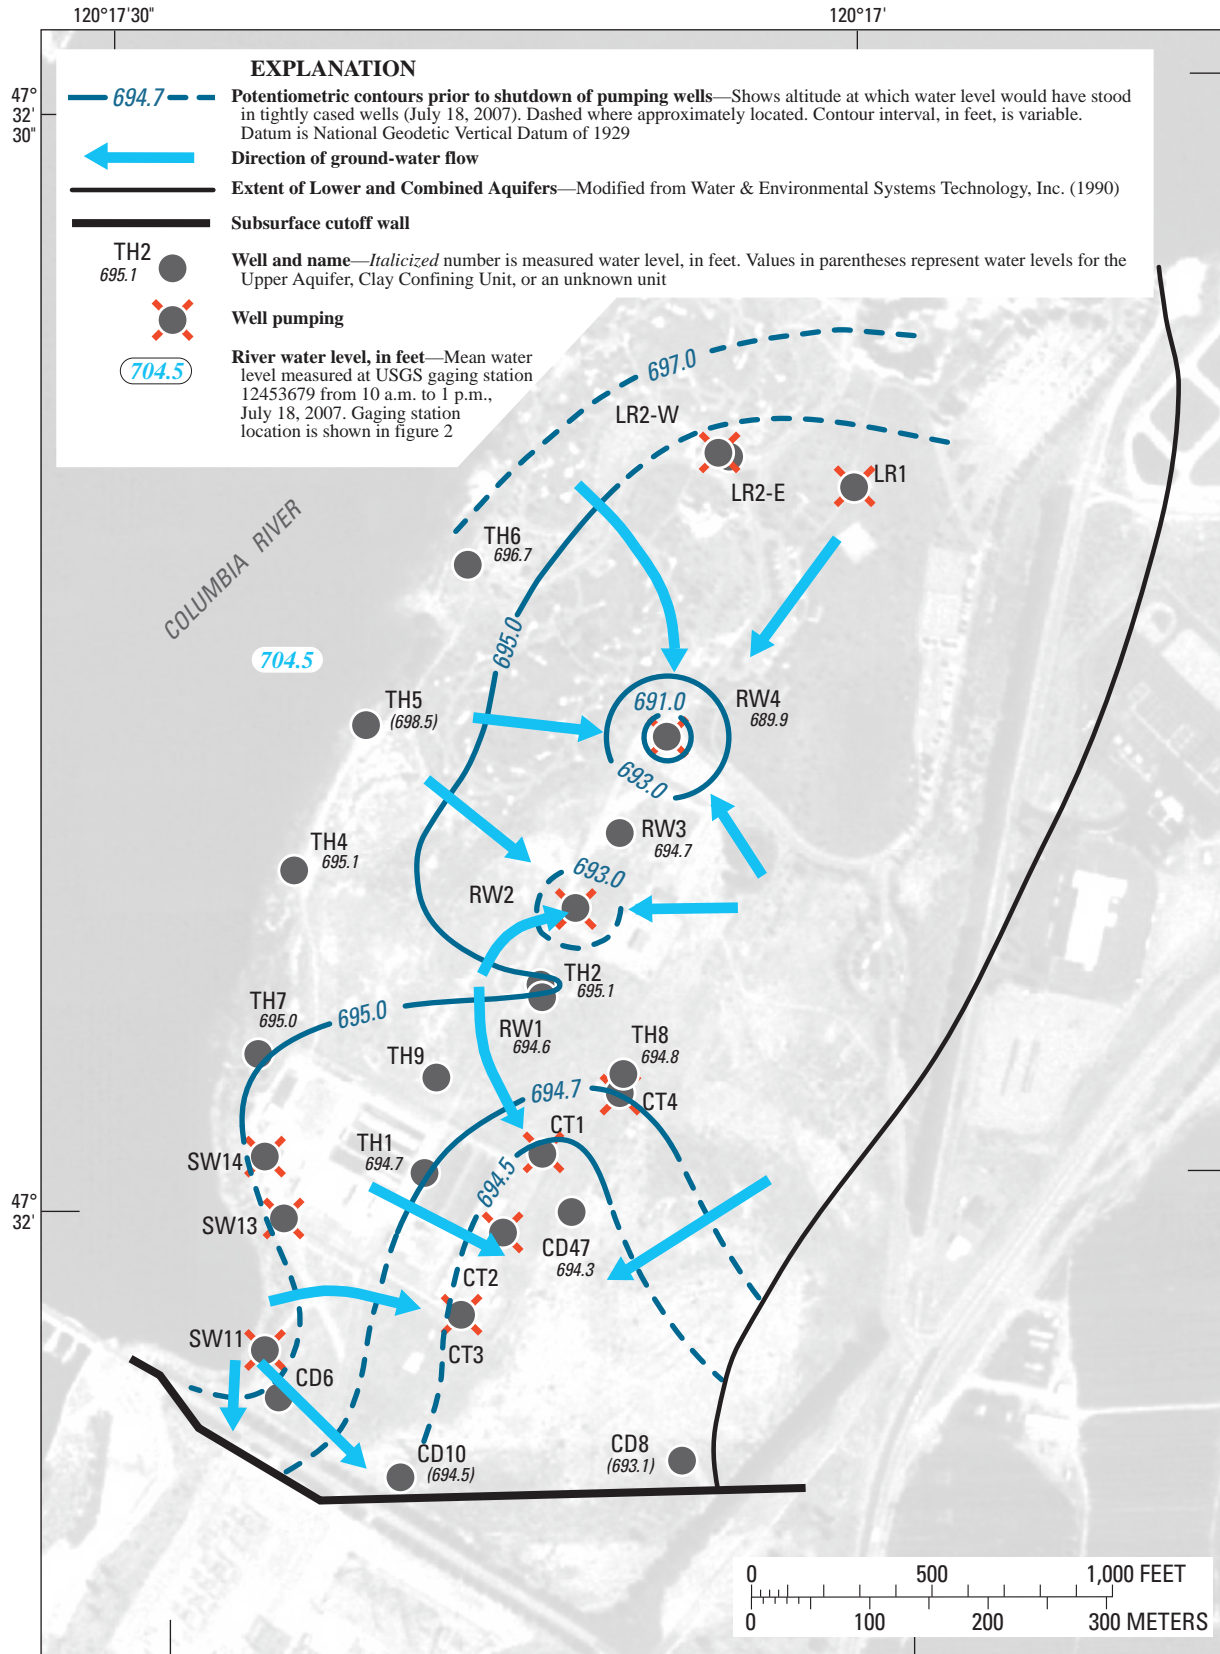 120°17'30"
120°17'
47°
32'
30"
EXPLANATION
694.7
Potentiometric contours prior to shutdown of pumping wells—Shows altitude at which water level would have stood
in tightly cased wells (July 18, 2007). Dashed where approximately located. Contour interval, in feet, is variable.
Datum is National Geodetic Vertical Datum of 1929
Direction of ground-water flow
Extent of Lower and Combined Aquifers—Modified from Water & Environmental Systems Technology, Inc. (1990)
Subsurface cutoff wall
TH2
695.1
Well and name—Italicized number is measured water level, in feet. Values in parentheses represent water levels for the
Upper Aquifer, Clay Confining Unit, or an unknown unit
Well pumping
704.5
River water level, in feet—Mean water
level measured at USGS gaging station
12453679 from 10 a.m. to 1 p.m.,
July 18, 2007. Gaging station
location is shown in figure 2
697.0
LR2-W
LR2-E
LR1
COLUMBIA RIVER
TH6
696.7
695.0
704.5
TH5
(698.5)
691.0
RW4
689.9
693.0
RW3
694.7
TH4
695.1
693.0
RW2
TH2
695.1
TH7
695.0
695.0
RW1
694.6
TH9
TH8
694.8
694.7
CT4
CT1
SW14
TH1
694.7
694.5
47°
32'
SW13
CD47
694.3
CT2
SW11
CT3
CD6
CD10
(694.5)
CD8
(693.1)
0 500 1,000 FEET
0 100 200 300 METERS